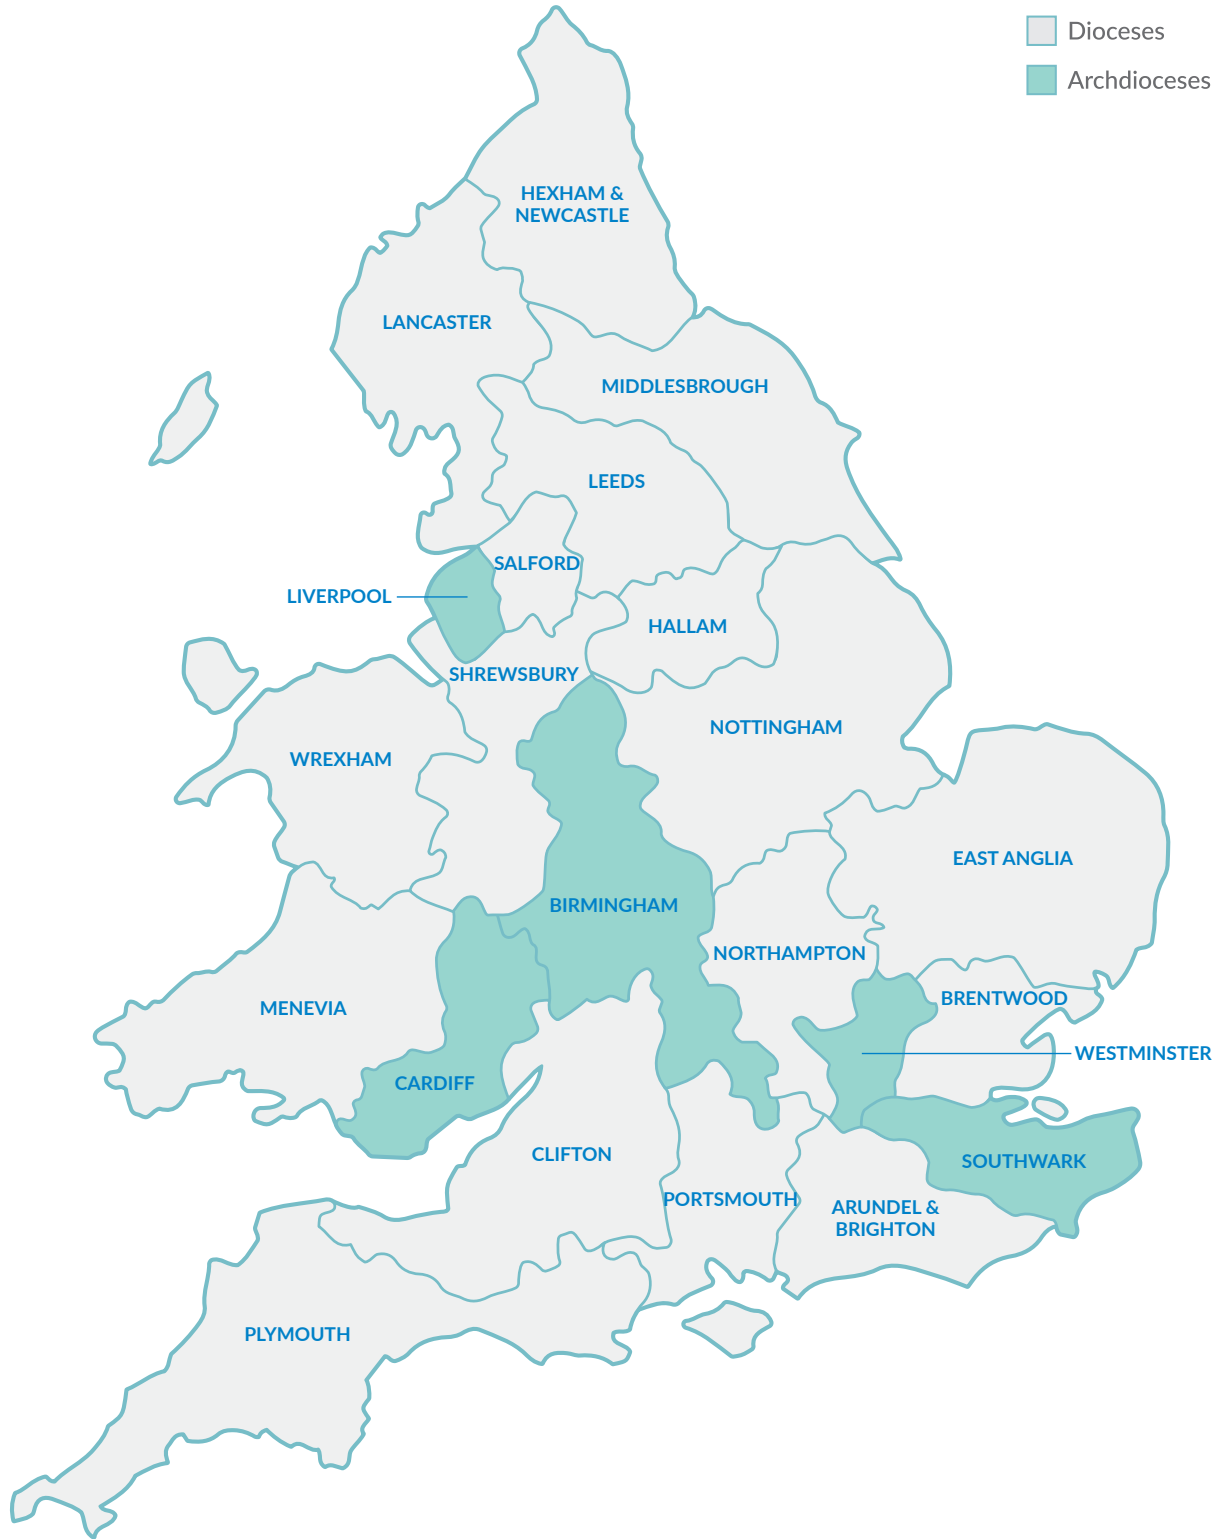 Dioceses
Archdioceses
HEXHAM &
NEWCASTLE
LANCASTER
MIDDLESBROUGH
LEEDS
SALFORD
LIVERPOOL
HALLAM
SHREWSBURY
NOTTINGHAM
WREXHAM
EAST ANGLIA
BIRMINGHAM
NORTHAMPTON
BRENTWOOD
MENEVIA
WESTMINSTER
CARDIFF
CLIFTON
SOUTHWARK
PORTSMOUTH
ARUNDEL &
BRIGHTON
PLYMOUTH